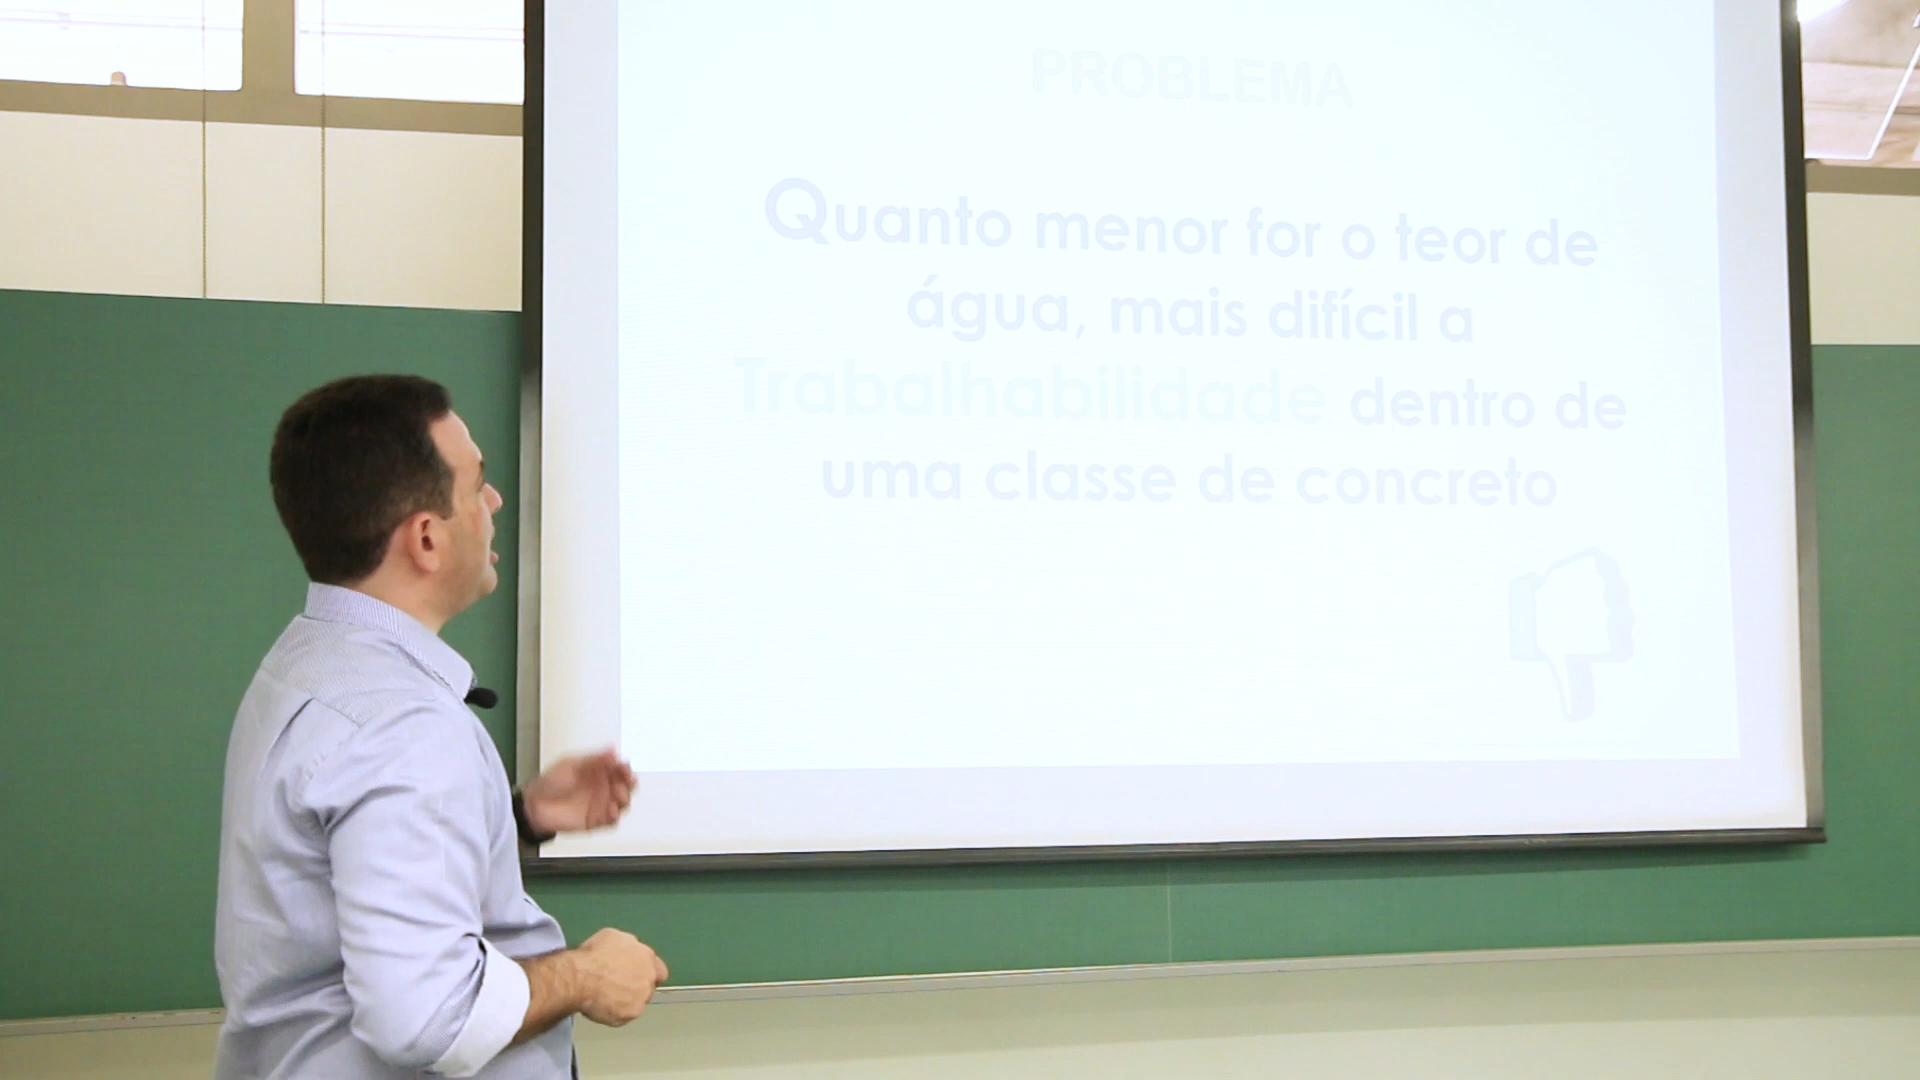 PROBLEMA
Quanto menor for o teor de
água, mais difícil a
Trabalhabilidade dentro de
uma classe de concreto